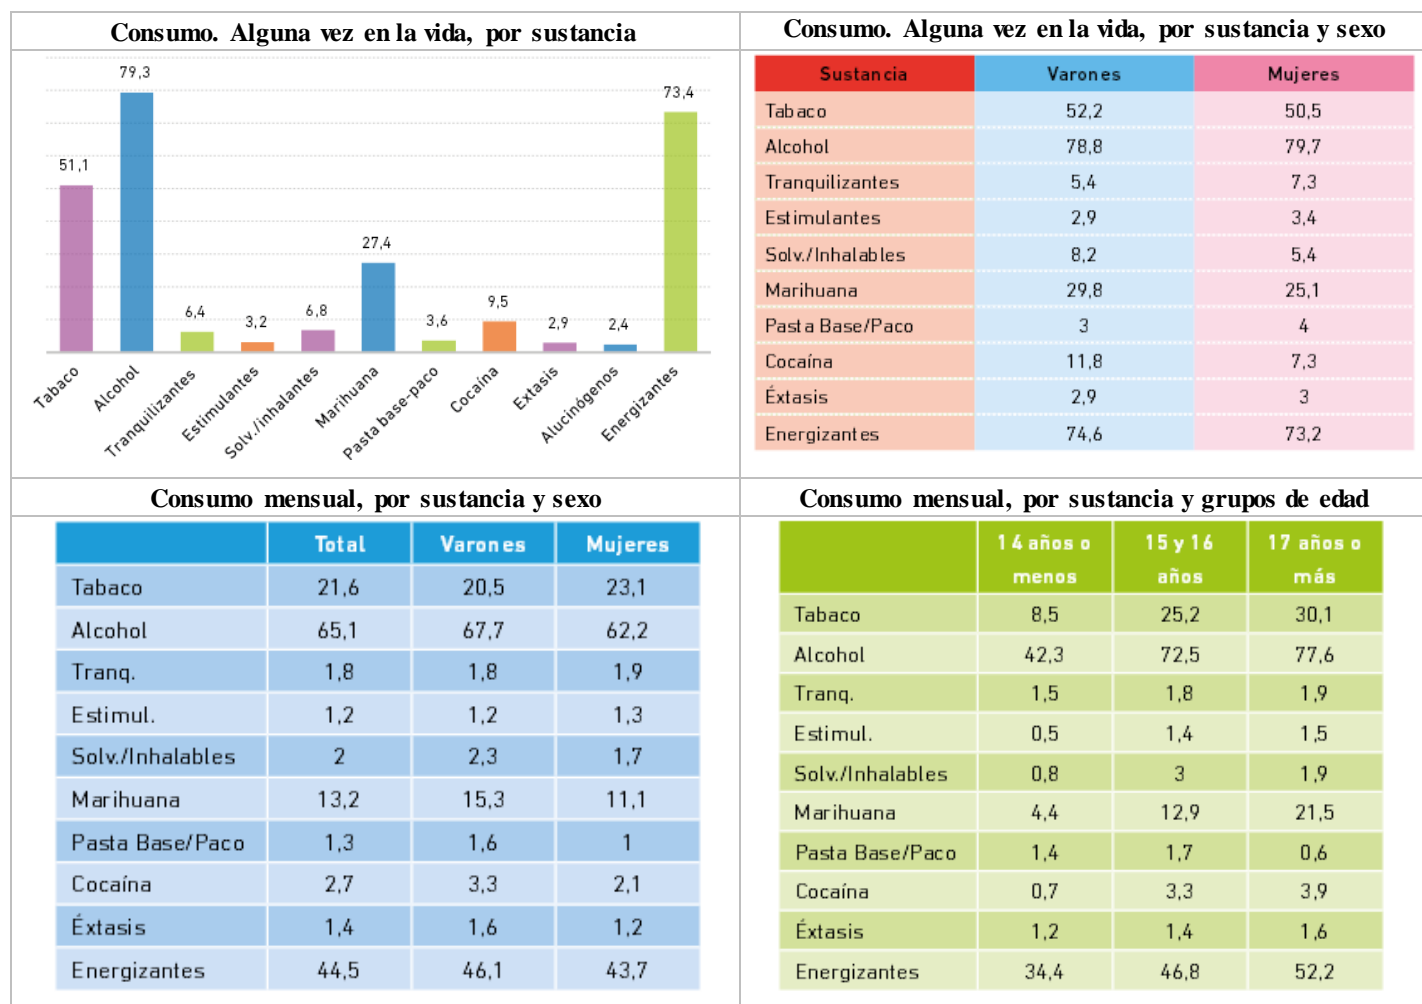 Consumo. Alguna vez en la vida, por sustancia
79,3
73,4
51,1
27,4
6,4
3,2
6,8
3,6
9,5
2,9
2,4
Tabaco
Alcohol
Tranquilizantes
Estimulantes
Solv./inhalantes
Marihuana
Pasta base-paco
Cocaína
Extasis
Alucinógenos
Energizantes
Consumo. Alguna vez en la vida, por sustancia y sexo
Sustancia Varones Mujeres
Tabaco 52,2 50,5
Alcohol 78,8 79,7
Tranquilizantes 5,4 7,3
Estimulantes 2,9 3,4
Solv./Inhalables 8,2 5,4
Marihuana 29,8 25,1
Pasta Base/Paco 3 4
Cocaína 11,8 7,3
Éxtasis 2,9 3
Energizantes 74,6 73,2
Consumo mensual, por sustancia y sexo
Total Varones Mujeres
Tabaco 21,6 20,5 23,1
Alcohol 65,1 67,7 62,2
Tranq. 1,8 1,8 1,9
Estimul. 1,2 1,2 1,3
Solv./Inhalables 2 2,3 1,7
Marihuana 13,2 15,3 11,1
Pasta Base/Paco 1,3 1,6 1
Cocaína 2,7 3,3 2,1
Éxtasis 1,4 1,6 1,2
Energizantes 44,5 46,1 43,7
Consumo mensual, por sustancia y grupos de edad
14 años o 15 y 16 17 años o
menos años más
Tabaco 8,5 25,2 30,1
Alcohol 42,3 72,5 77,6
Tranq. 1,5 1,8 1,9
Estimul. 0,5 1,4 1,5
Solv./Inhalables 0,8 3 1,9
Marihuana 4,4 12,9 21,5
Pasta Base/Paco 1,4 1,7 0,6
Cocaína 0,7 3,3 3,9
Éxtasis 1,2 1,4 1,6
Energizantes 34,4 46,8 52,2